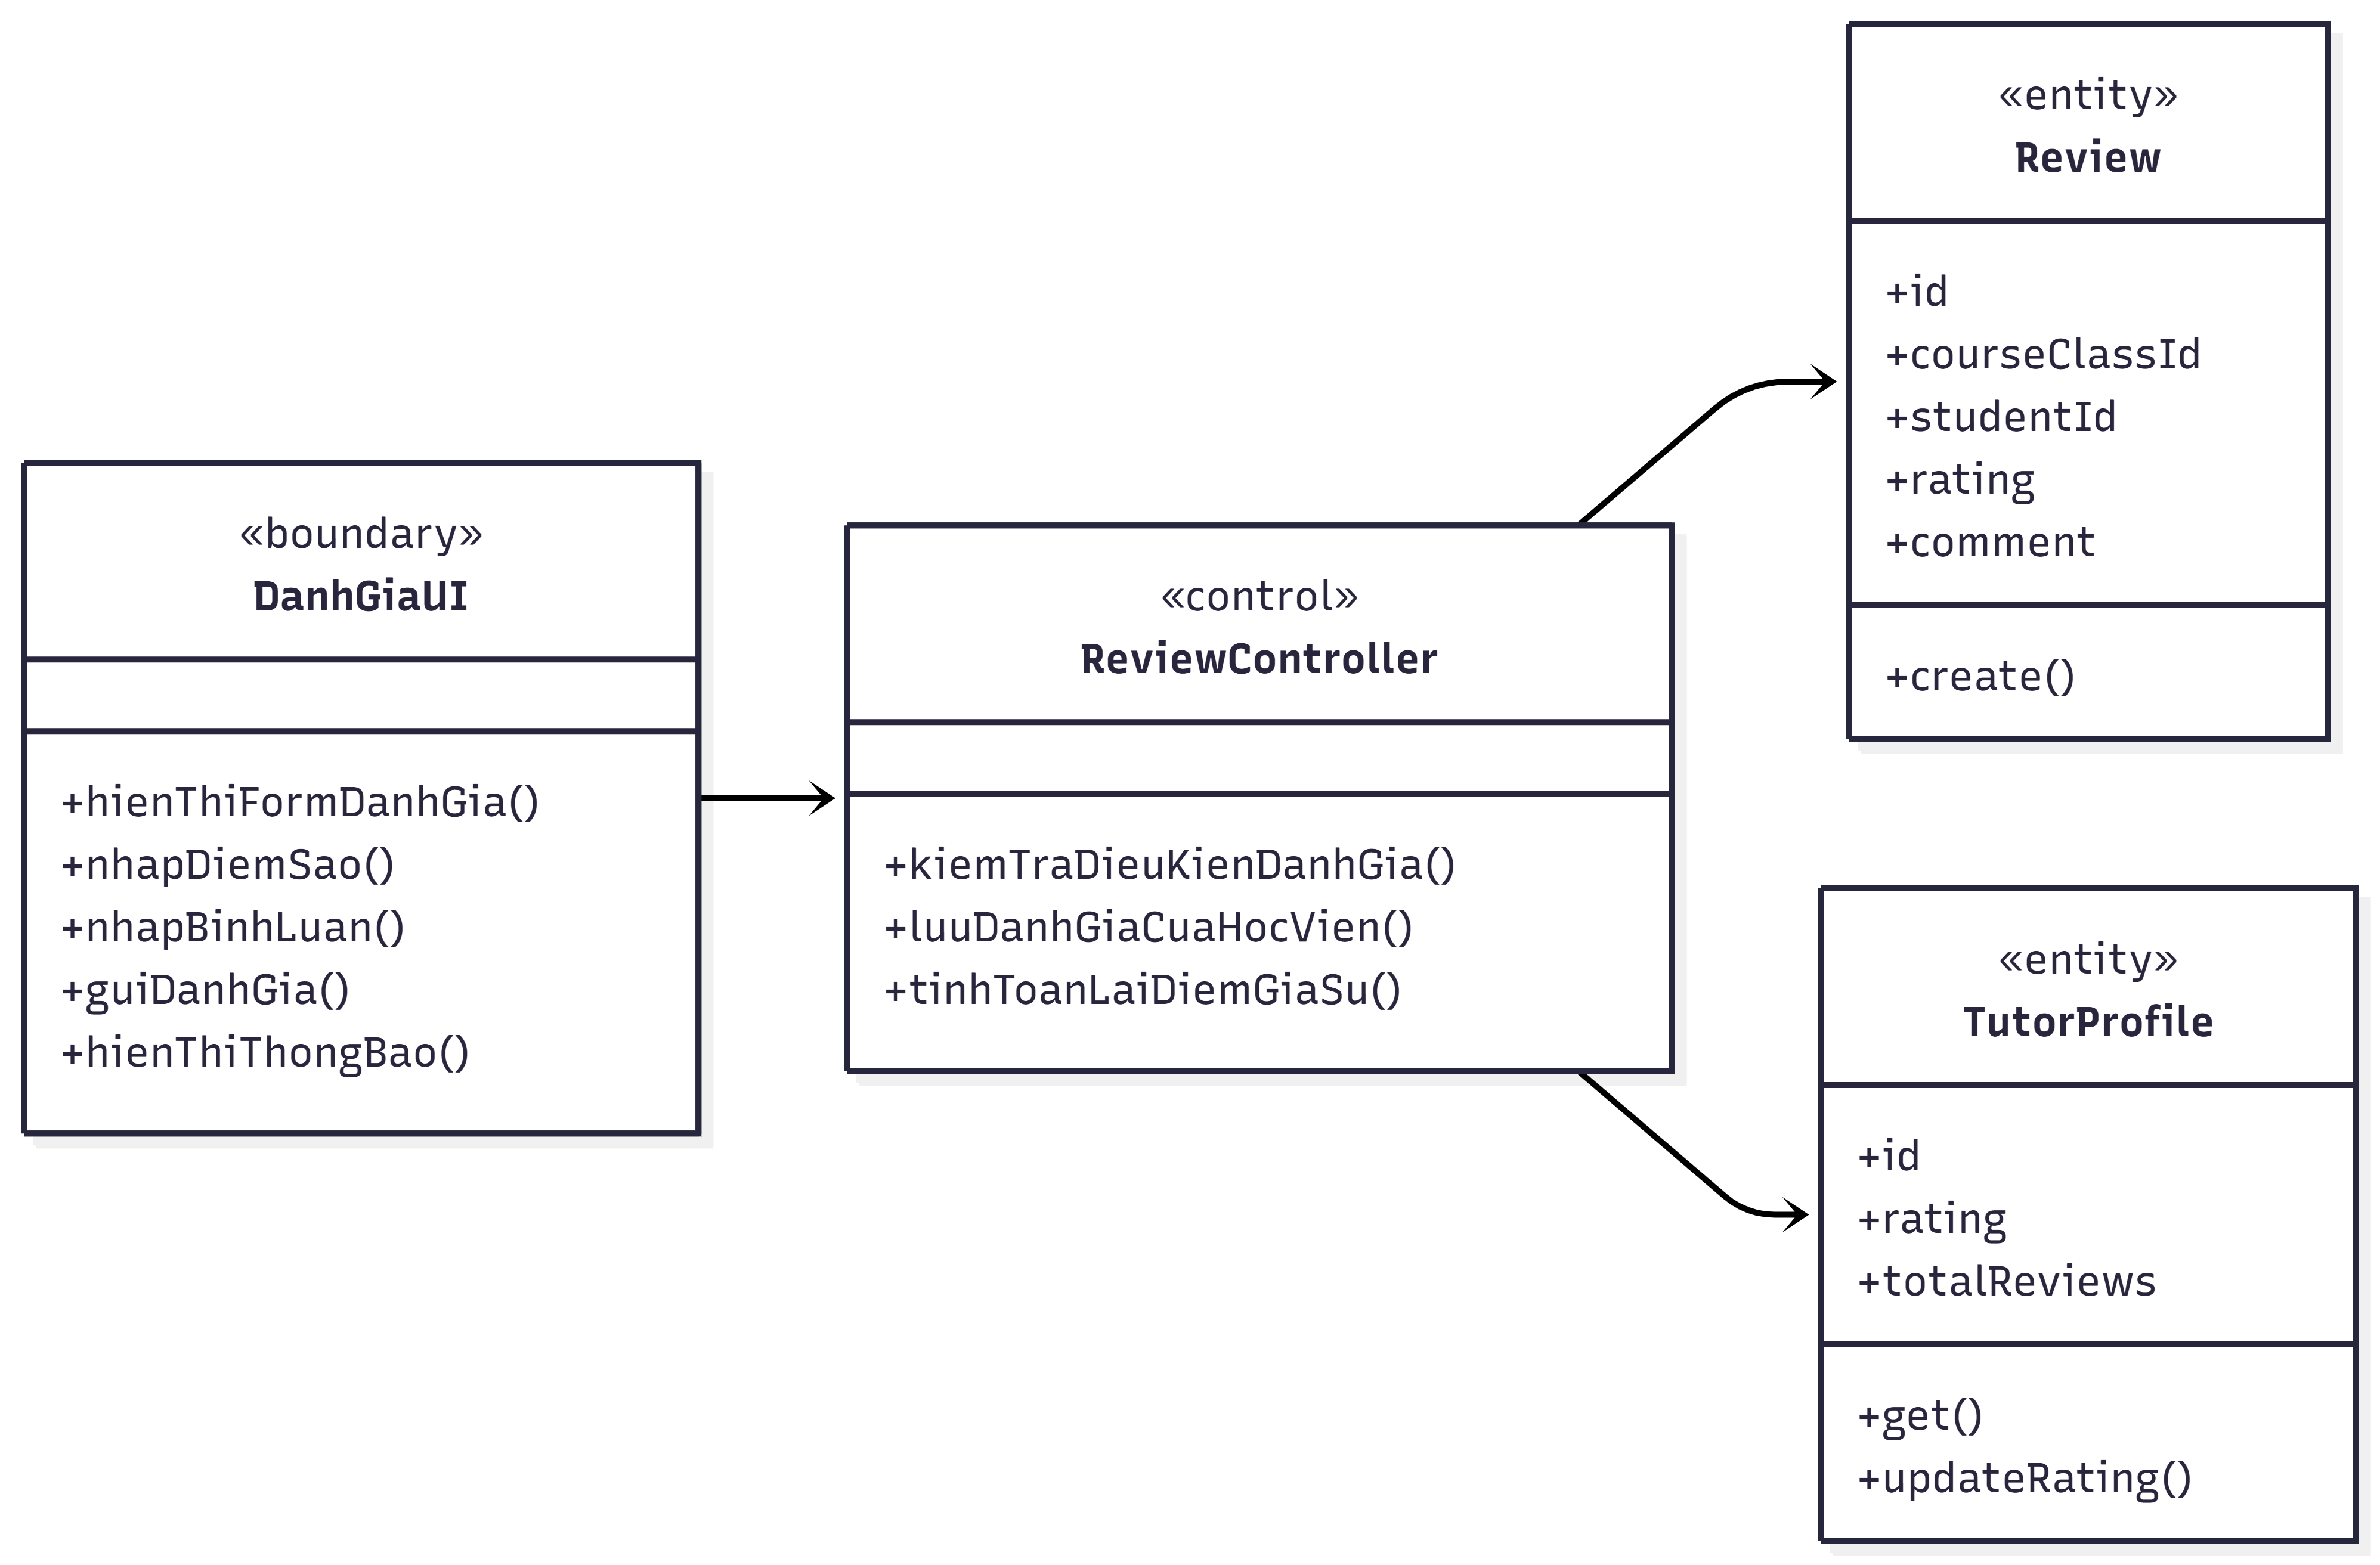 «boundary»
DanhGiaUI
+hienThiFormDanhGia()
+nhapDiemSao()
+nhapBinhLuan()
+guiDanhGia()
+hienThiThongBao()
«control»
ReviewController
+kiemTraDieuKienDanhGia()
+luuDanhGiaCuaHocVien()
+tinhToanLaiDiemGiaSu()
«entity»
Review
+id
+courseClassId
+studentId
+rating
+comment
+create()
«entity»
TutorProfile
+id
+rating
+totalReviews
+get()
+updateRating()